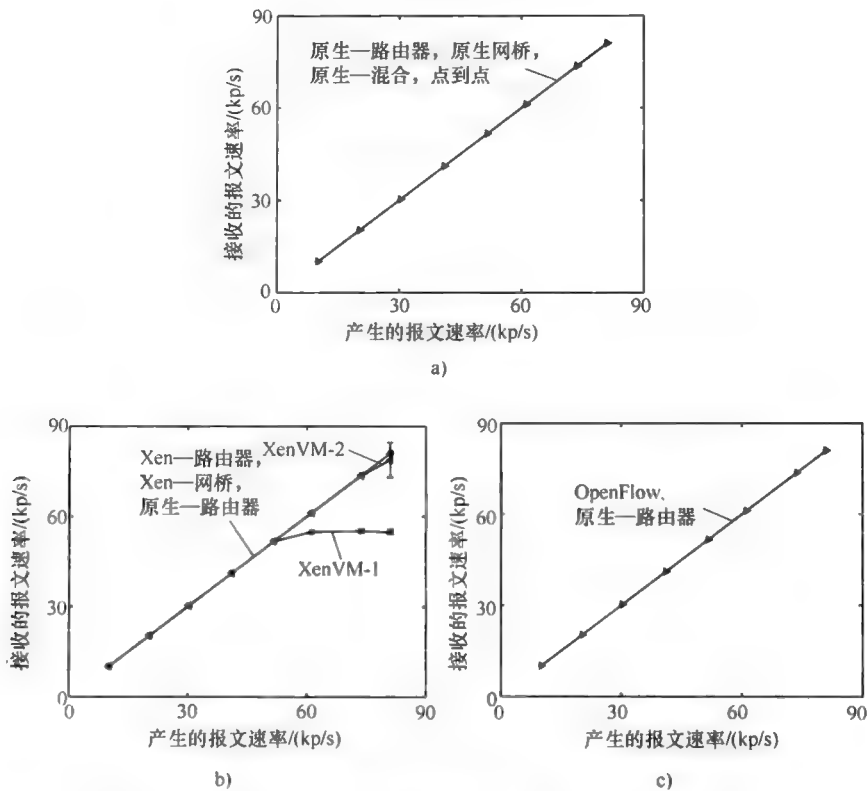 90
60
30
0
接收的报文速率/(kp/s)
原生—路由器，原生网桥，
原生—混合，点到点
0 30 60 90
产生的报文速率/(kp/s)
a)
90
60
30
0
接收的报文速率/(kp/s)
Xen—路由器，
Xen—网桥，
原生—路由器
XenVM-2
XenVM-1
0 30 60 90
产生的报文速率/(kp/s)
b)
90
60
30
0
接收的报文速率/(kp/s)
OpenFlow、
原生—路由器
0 30 60 90
产生的报文速率/(kp/s)
c)